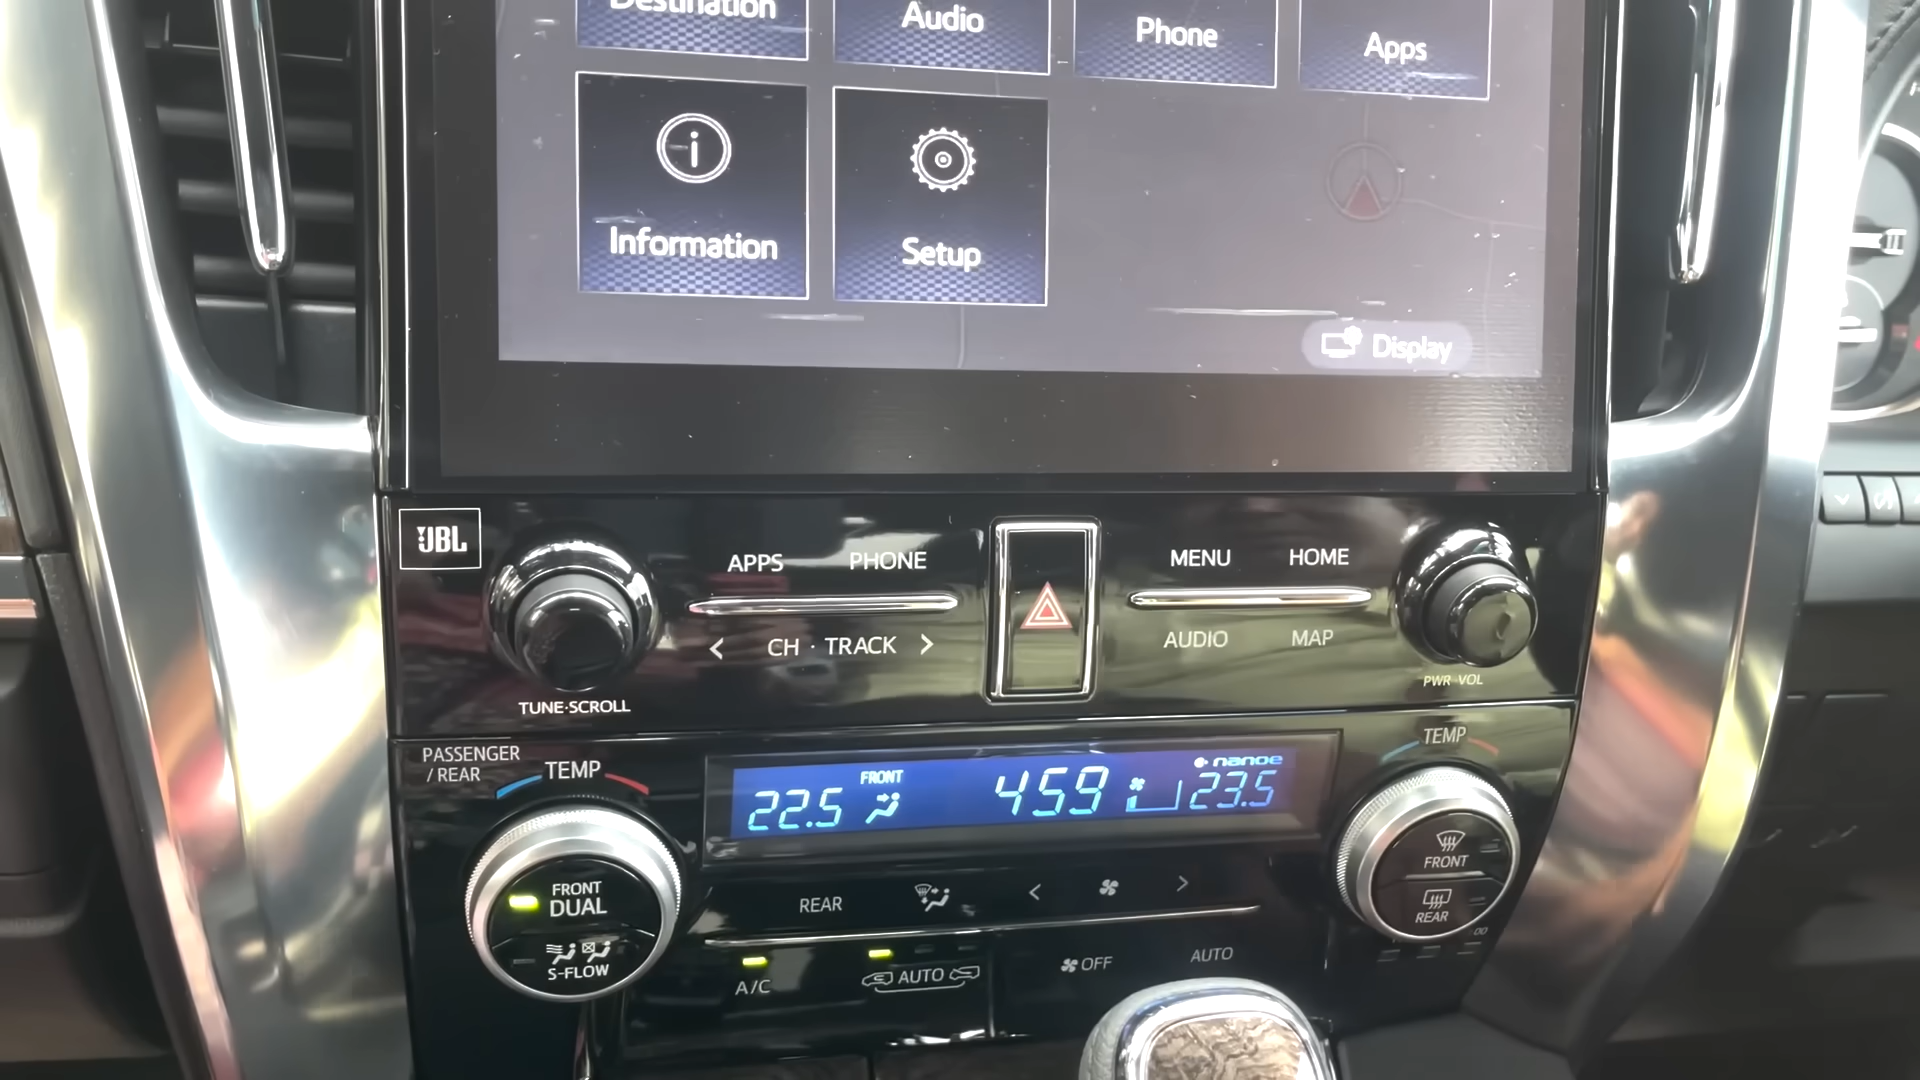 Destination
Audio
Phone
Apps
Information
Setup
Display
JBL
APPS
PHONE
MENU
HOME
< CH · TRACK >
AUDIO
MAP
TUNE·SCROLL
PWR VOL
PASSENGER
/ REAR
TEMP
TEMP
22.5
FRONT
459
nanoe
23.5
FRONT
DUAL
S-FLOW
REAR
< >
FRONT
REAR
A/C
AUTO
OFF
AUTO